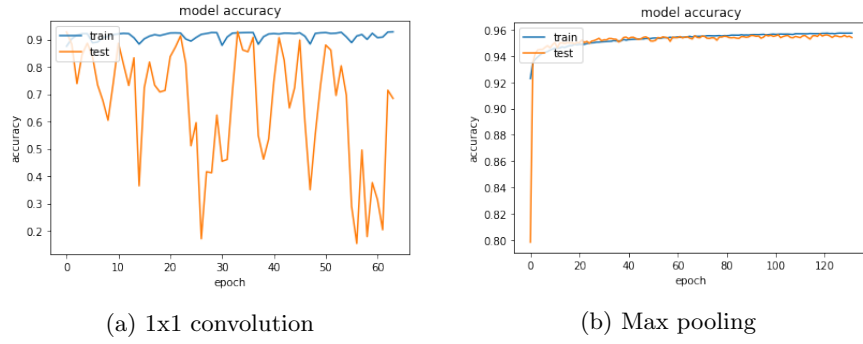 model accuracy
train
test
0.9
0.8
0.7
0.6
0.5
0.4
0.3
0.2
accuracy
0
10
20
30
40
50
60
epoch
(a) 1x1 convolution
model accuracy
train
test
0.96
0.94
0.92
0.90
0.88
0.86
0.84
0.82
0.80
accuracy
0
20
40
60
80
100
120
epoch
(b) Max pooling